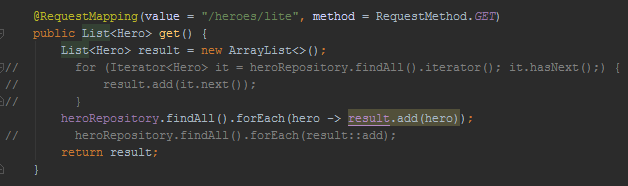 @RequestMapping(value = "/heroes/lite", method = RequestMethod.GET)
public List<Hero> get() {
List<Hero> result = new ArrayList<>();
// for (Iterator<Hero> it = heroRepository.findAll().iterator(); it.hasNext();) {
// result.add(it.next());
// }
heroRepository.findAll().forEach(hero -> result.add(hero));
// heroRepository.findAll().forEach(result::add);
return result;
}